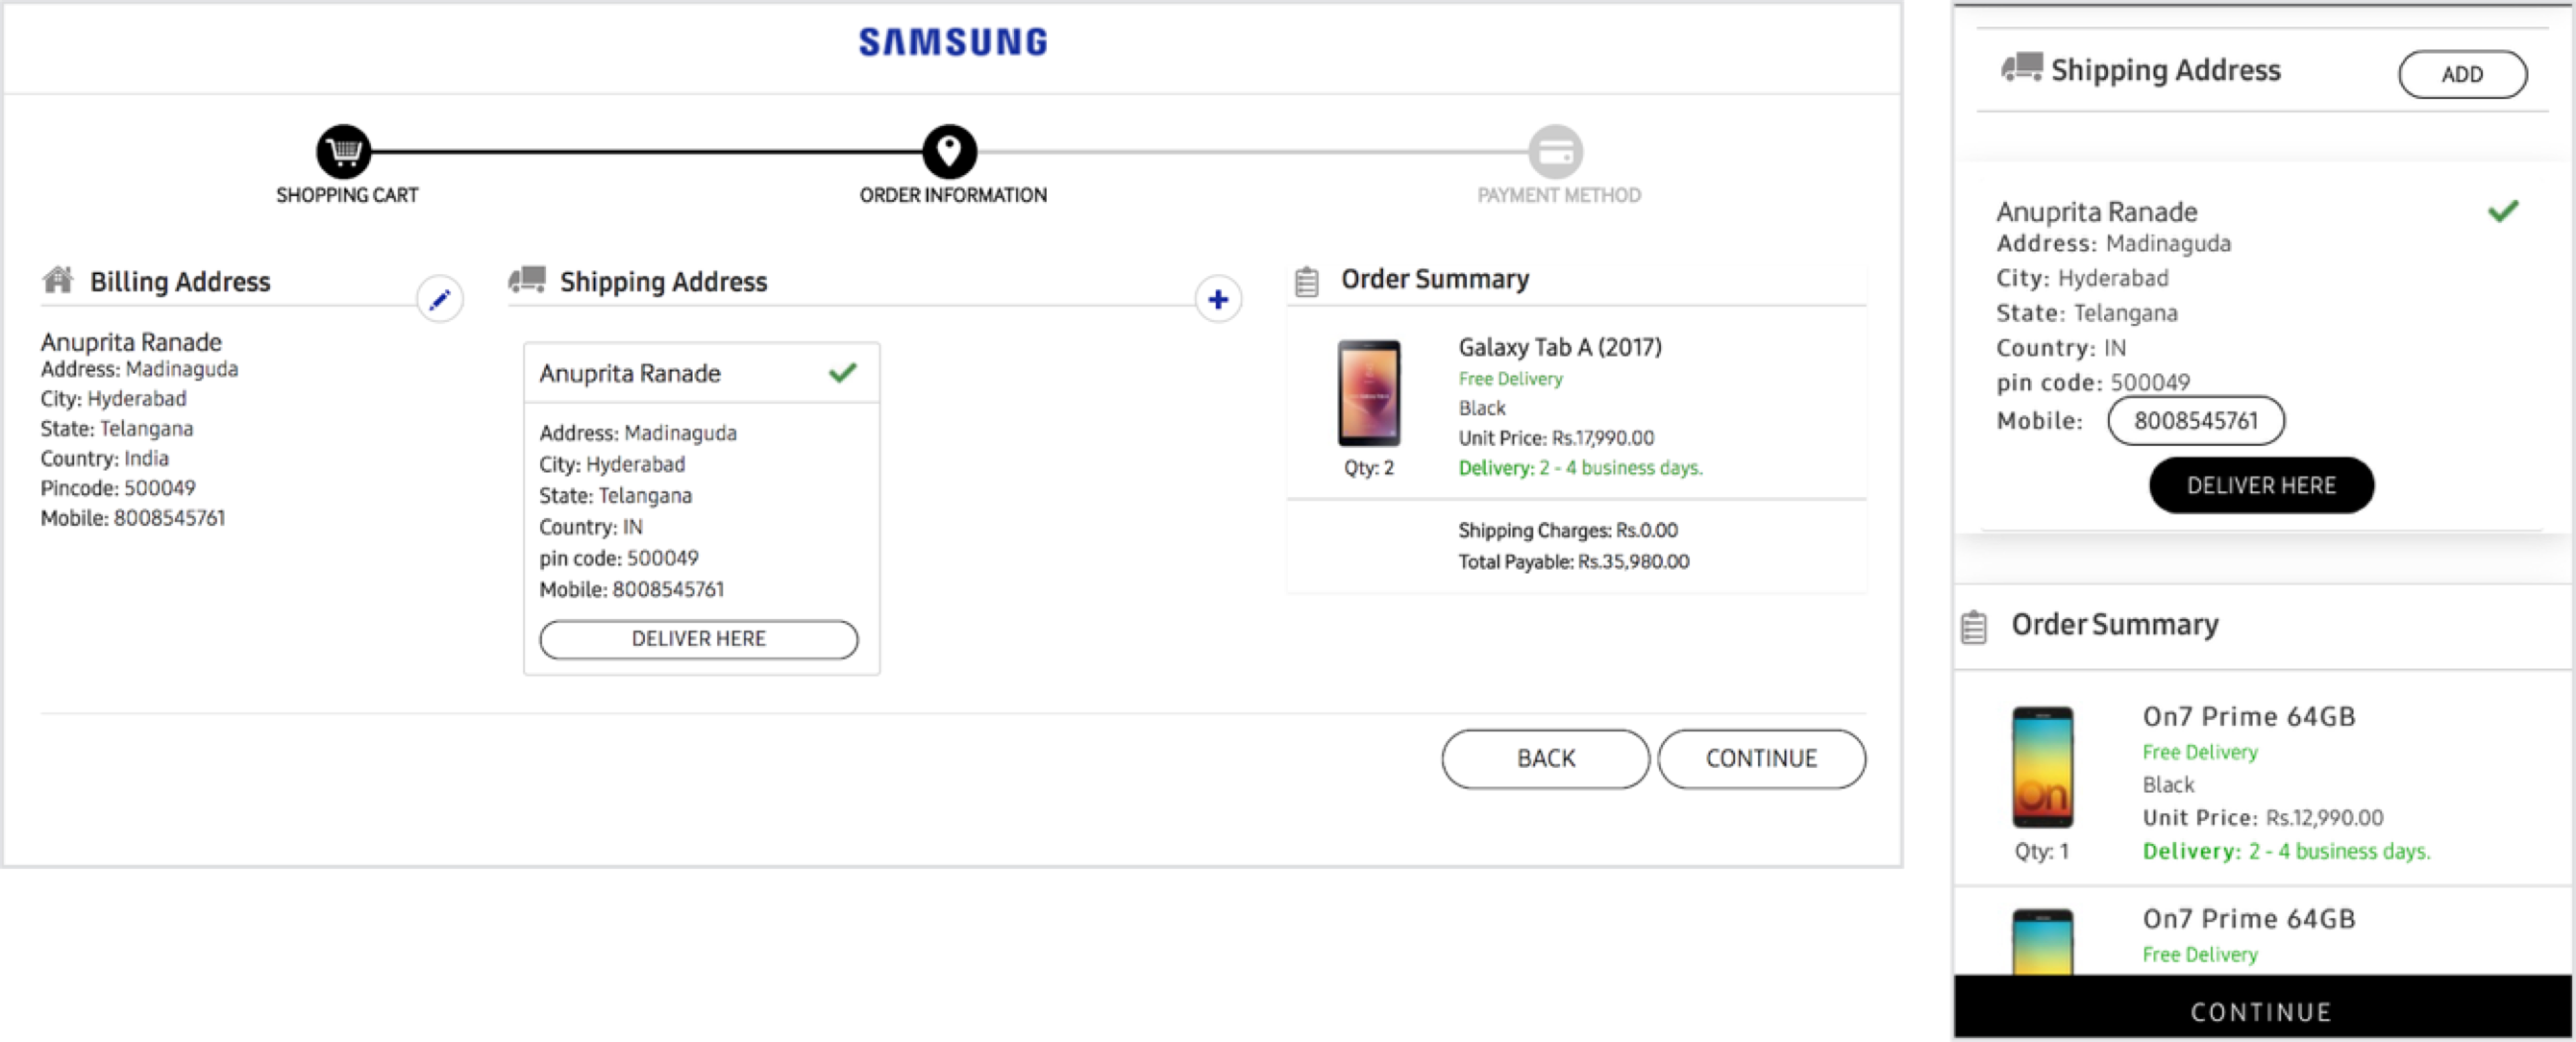 SAMSUNG
SHOPPING CART
ORDER INFORMATION
PAYMENT METHOD
Billing Address
Anuprita Ranade
Address: Madinaguda
City: Hyderabad
State: Telangana
Country: India
Pincode: 500049
Mobile: 8008545761
Shipping Address
Anuprita Ranade
Address: Madinaguda
City: Hyderabad
State: Telangana
Country: IN
pin code: 500049
Mobile: 8008545761
DELIVER HERE
Order Summary
Galaxy Tab A (2017)
Free Delivery
Black
Unit Price: Rs.17,990.00
Qty: 2
Delivery: 2 - 4 business days.
Shipping Charges: Rs.0.00
Total Payable: Rs.35,980.00
BACK
CONTINUE
Shipping Address
ADD
Anuprita Ranade
Address: Madinaguda
City: Hyderabad
State: Telangana
Country: IN
pin code: 500049
Mobile: 8008545761
DELIVER HERE
Order Summary
On7 Prime 64GB
Free Delivery
Black
Unit Price: Rs.12,990.00
On
Qty: 1
Delivery: 2 - 4 business days.
On7 Prime 64GB
Free Delivery
CONTINUE